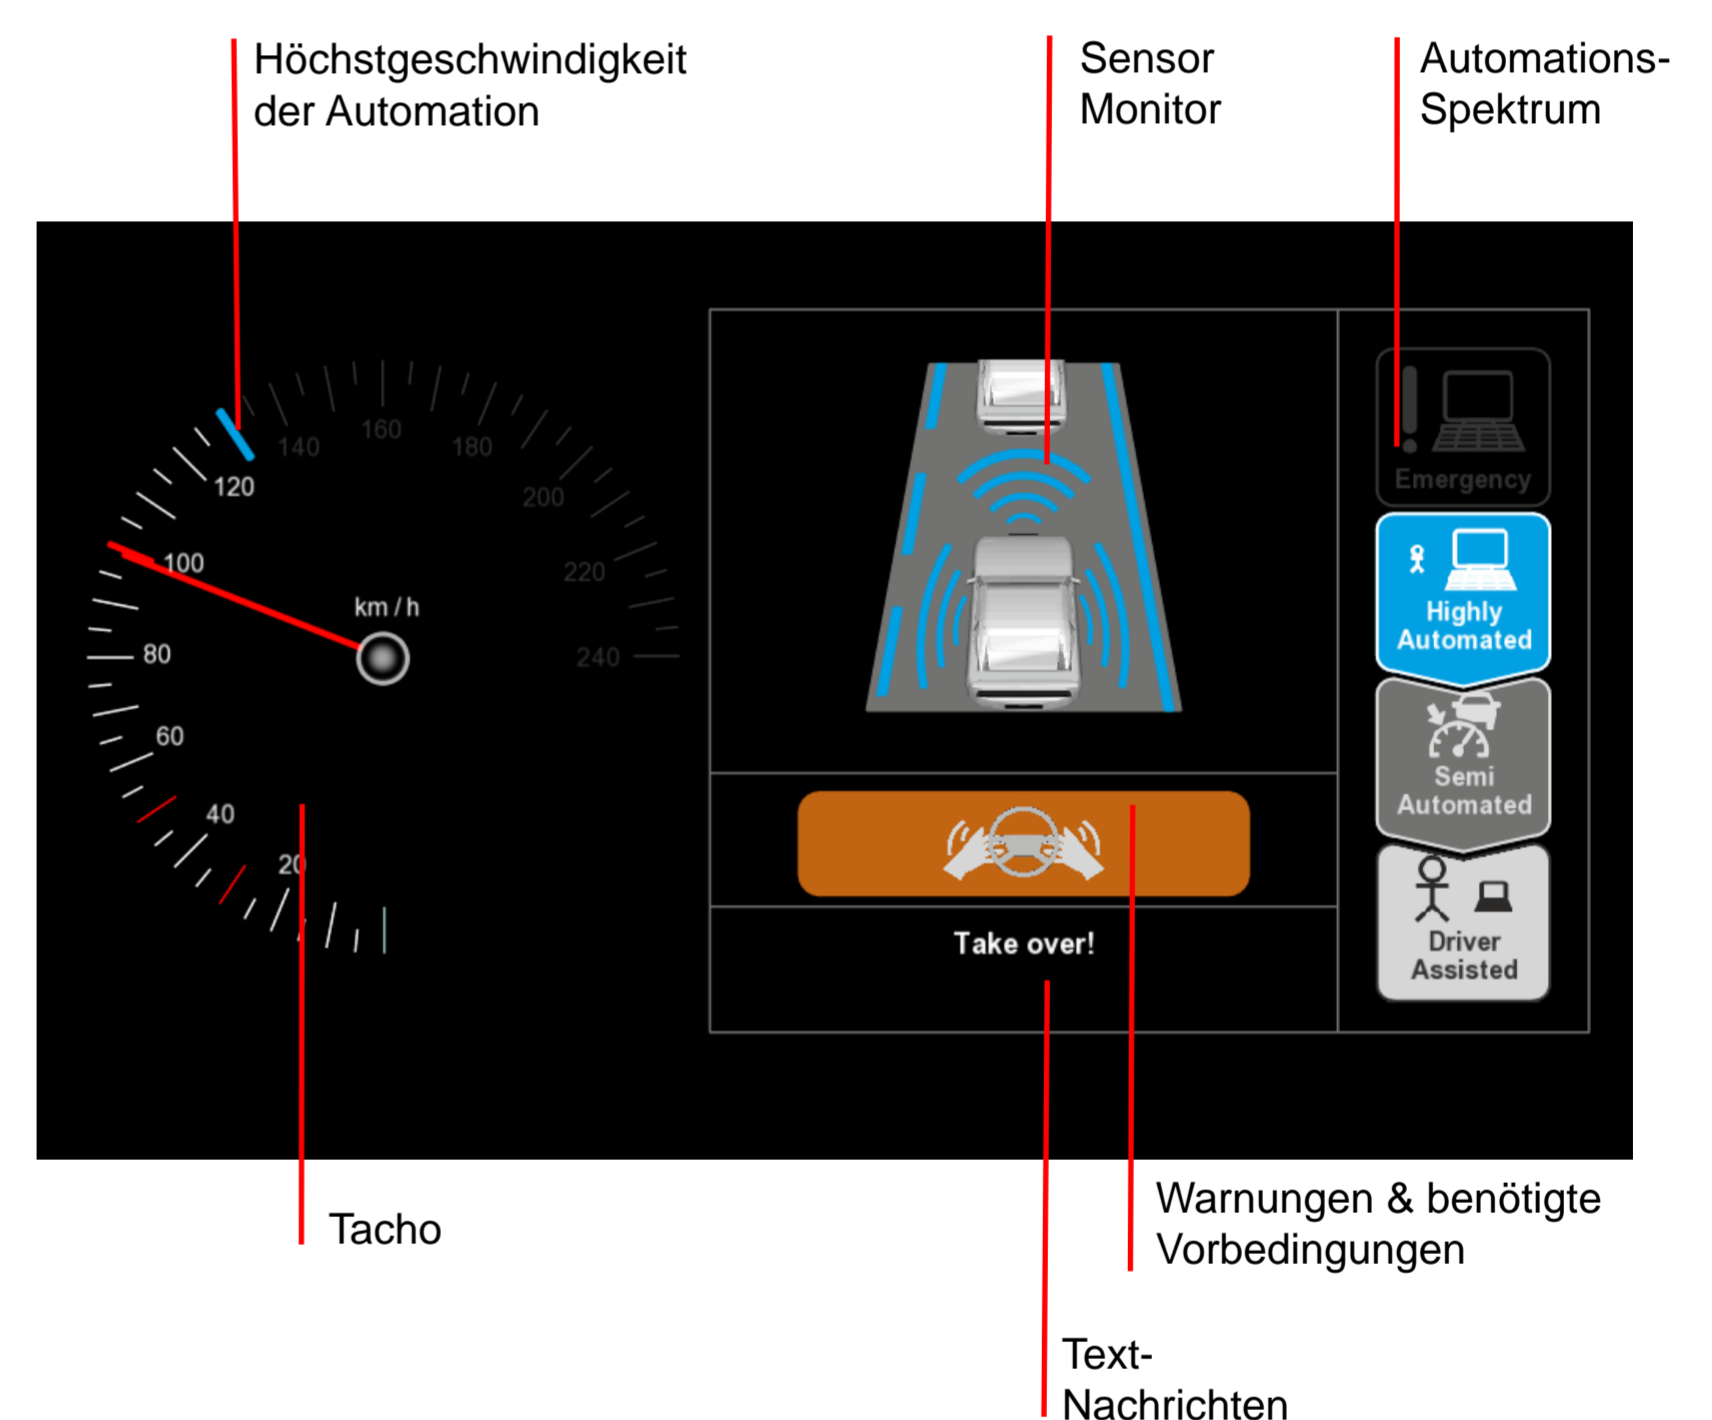 Höchstgeschwindigkeit
der Automation
Sensor
Monitor
Automations-
Spektrum
140
160
180
120
200
100
220
km / h
80
240
60
40
20
Emergency
Highly
Automated
Semi
Automated
Driver
Assisted
Take over!
Tacho
Warnungen & benötigte
Vorbedingungen
Text-
Nachrichten